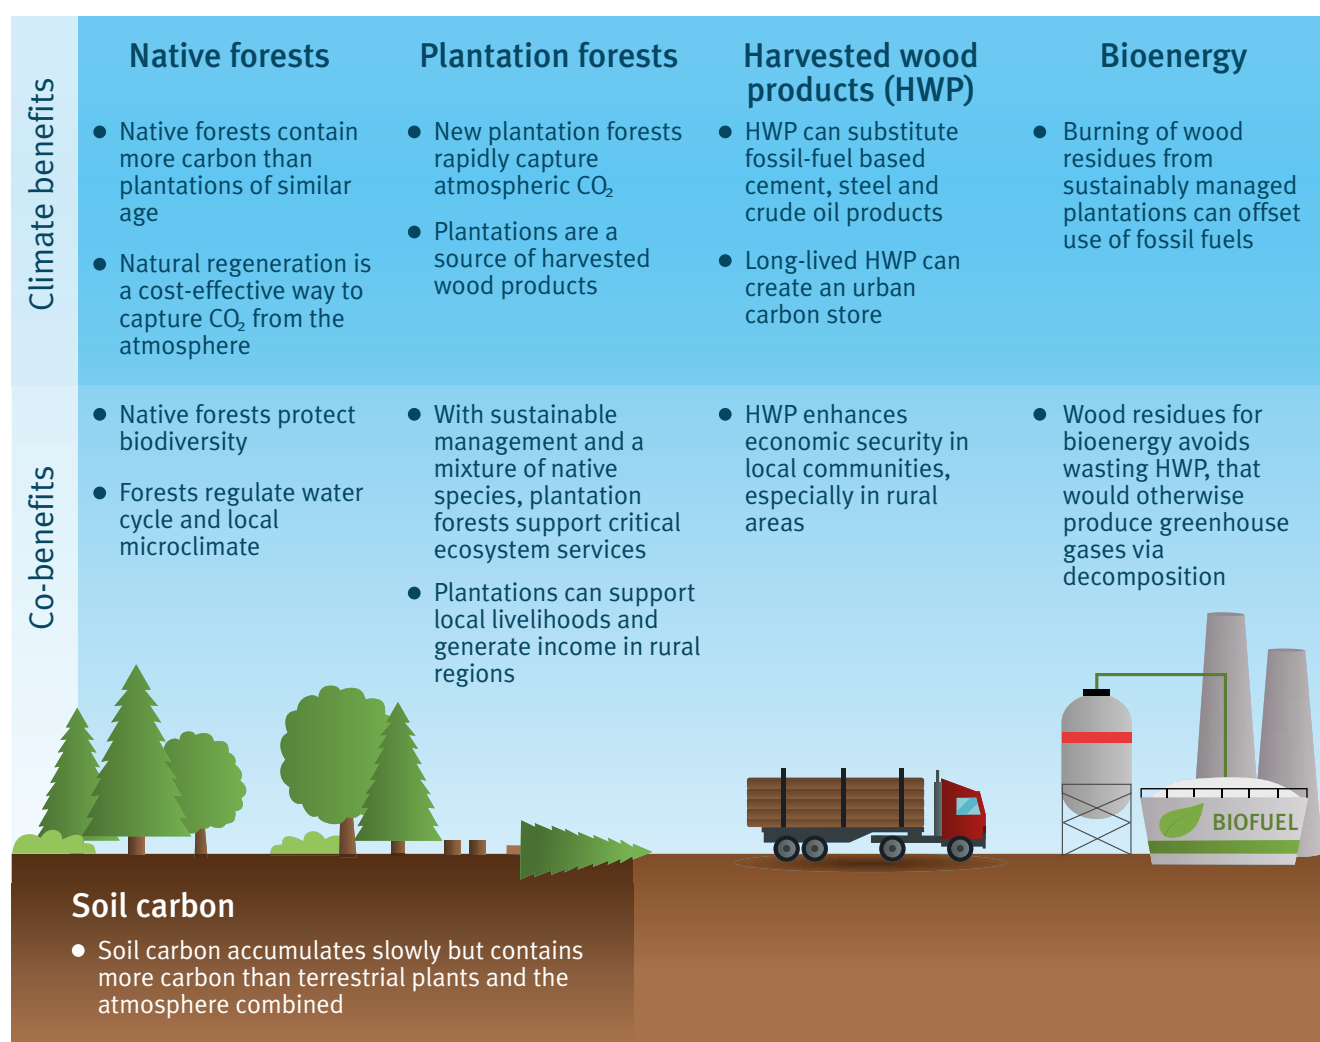 Native forests
Plantation forests
Harvested wood
products (HWP)
Bioenergy
Climate benefits
Native forests contain
more carbon than
plantations of similar
age
Natural regeneration is
a cost-effective way to
capture CO₂ from the
atmosphere
New plantation forests
rapidly capture
atmospheric CO₂
Plantations are a
source of harvested
wood products
HWP can substitute
fossil-fuel based
cement, steel and
crude oil products
Long-lived HWP can
create an urban
carbon store
Burning of wood
residues from
sustainably managed
plantations can offset
use of fossil fuels
Co-benefits
Native forests protect
biodiversity
Forests regulate water
cycle and local
microclimate
With sustainable
management and a
mixture of native
species, plantation
forests support critical
ecosystem services
Plantations can support
local livelihoods and
generate income in rural
regions
HWP enhances
economic security in
local communities,
especially in rural
areas
Wood residues for
bioenergy avoids
wasting HWP, that
would otherwise
produce greenhouse
gases via
decomposition
BIOFUEL
Soil carbon
Soil carbon accumulates slowly but contains
more carbon than terrestrial plants and the
atmosphere combined